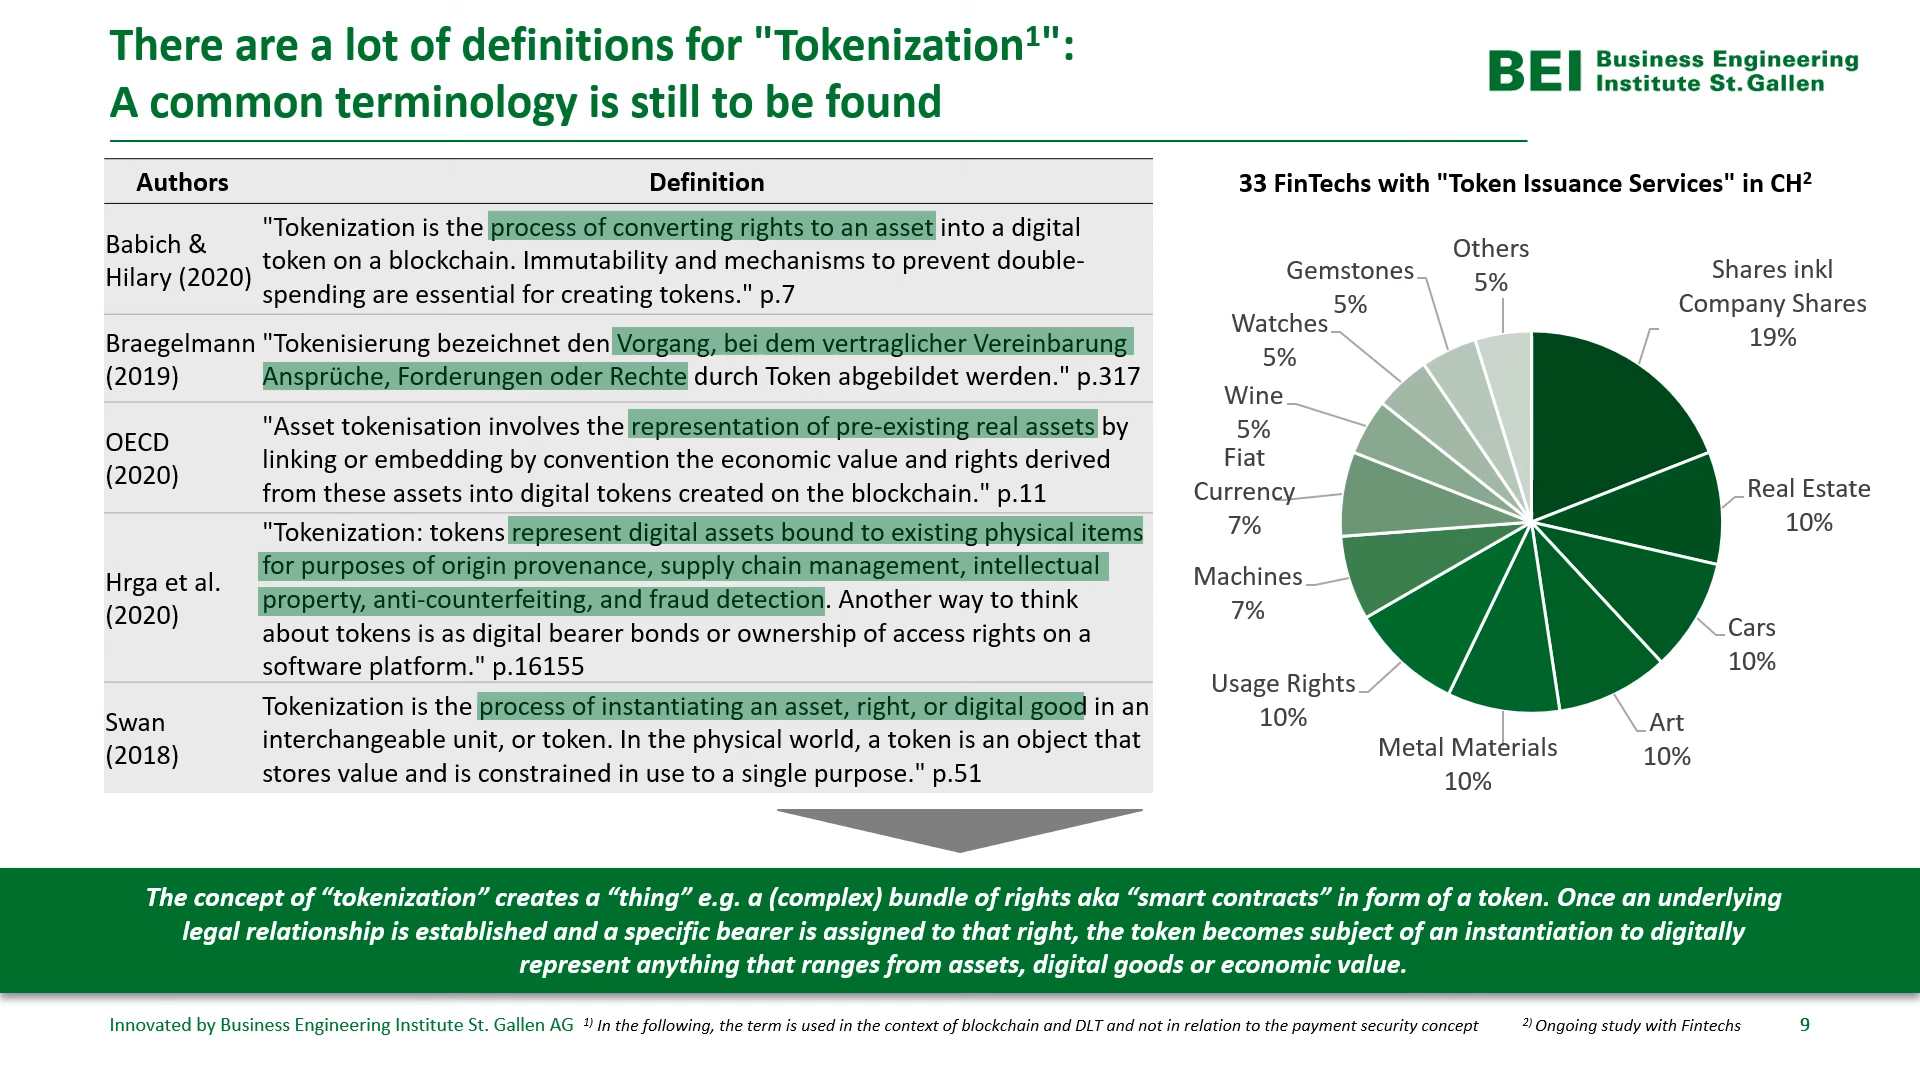 There are a lot of definitions for "Tokenization¹":
A common terminology is still to be found
BEI Business Engineering
Institute St. Gallen
Authors Definition
Babich &
Hilary (2020)
"Tokenization is the process of converting rights to an asset into a digital
token on a blockchain. Immutability and mechanisms to prevent double-
spending are essential for creating tokens." p.7
Braegelmann
(2019)
"Tokenisierung bezeichnet den Vorgang, bei dem vertraglicher Vereinbarung
Ansprüche, Forderungen oder Rechte durch Token abgebildet werden." p.317
OECD
(2020)
"Asset tokenisation involves the representation of pre-existing real assets by
linking or embedding by convention the economic value and rights derived
from these assets into digital tokens created on the blockchain." p.11
Hrga et al.
(2020)
"Tokenization: tokens represent digital assets bound to existing physical items
for purposes of origin provenance, supply chain management, intellectual
property, anti-counterfeiting, and fraud detection. Another way to think
about tokens is as digital bearer bonds or ownership of access rights on a
software platform." p.16155
Swan
(2018)
Tokenization is the process of instantiating an asset, right, or digital good in an
interchangeable unit, or token. In the physical world, a token is an object that
stores value and is constrained in use to a single purpose." p.51
33 FinTechs with "Token Issuance Services" in CH²
Shares inkl
Company Shares
19%
Real Estate
10%
Cars
10%
Art
10%
Metal Materials
10%
Usage Rights
10%
Machines
7%
Fiat
Currency
7%
Wine
5%
Watches
5%
Gemstones
5%
Others
5%
The concept of “tokenization” creates a “thing” e.g. a (complex) bundle of rights aka “smart contracts” in form of a token. Once an underlying
legal relationship is established and a specific bearer is assigned to that right, the token becomes subject of an instantiation to digitally
represent anything that ranges from assets, digital goods or economic value.
Innovated by Business Engineering Institute St. Gallen AG ¹⁾ In the following, the term is used in the context of blockchain and DLT and not in relation to the payment security concept ²⁾ Ongoing study with Fintechs 9